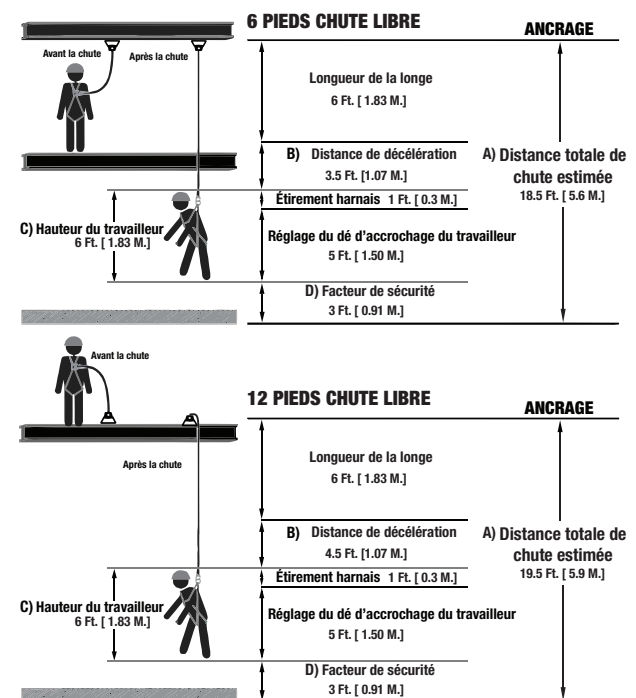 6 PIEDS CHUTE LIBRE
ANCRAGE
Avant la chute
Après la chute
Longueur de la longe
6 Ft. [ 1.83 M.]
B) Distance de décélération
3.5 Ft. [1.07 M.]
A) Distance totale de
chute estimée
18.5 Ft. [ 5.6 M.]
Étirement harnais 1 Ft. [ 0.3 M.]
C) Hauteur du travailleur
6 Ft. [ 1.83 M.]
Réglage du dé d'accrochage du travailleur
5 Ft. [ 1.50 M.]
D) Facteur de sécurité
3 Ft. [ 0.91 M.]
Avant la chute
12 PIEDS CHUTE LIBRE
ANCRAGE
Après la chute
Longueur de la longe
6 Ft. [ 1.83 M.]
B) Distance de décélération
4.5 Ft. [1.07 M.]
A) Distance totale de
chute estimée
19.5 Ft. [ 5.9 M.]
Étirement harnais 1 Ft. [ 0.3 M.]
C) Hauteur du travailleur
6 Ft. [ 1.83 M.]
Réglage du dé d'accrochage du travailleur
5 Ft. [ 1.50 M.]
D) Facteur de sécurité
3 Ft. [ 0.91 M.]